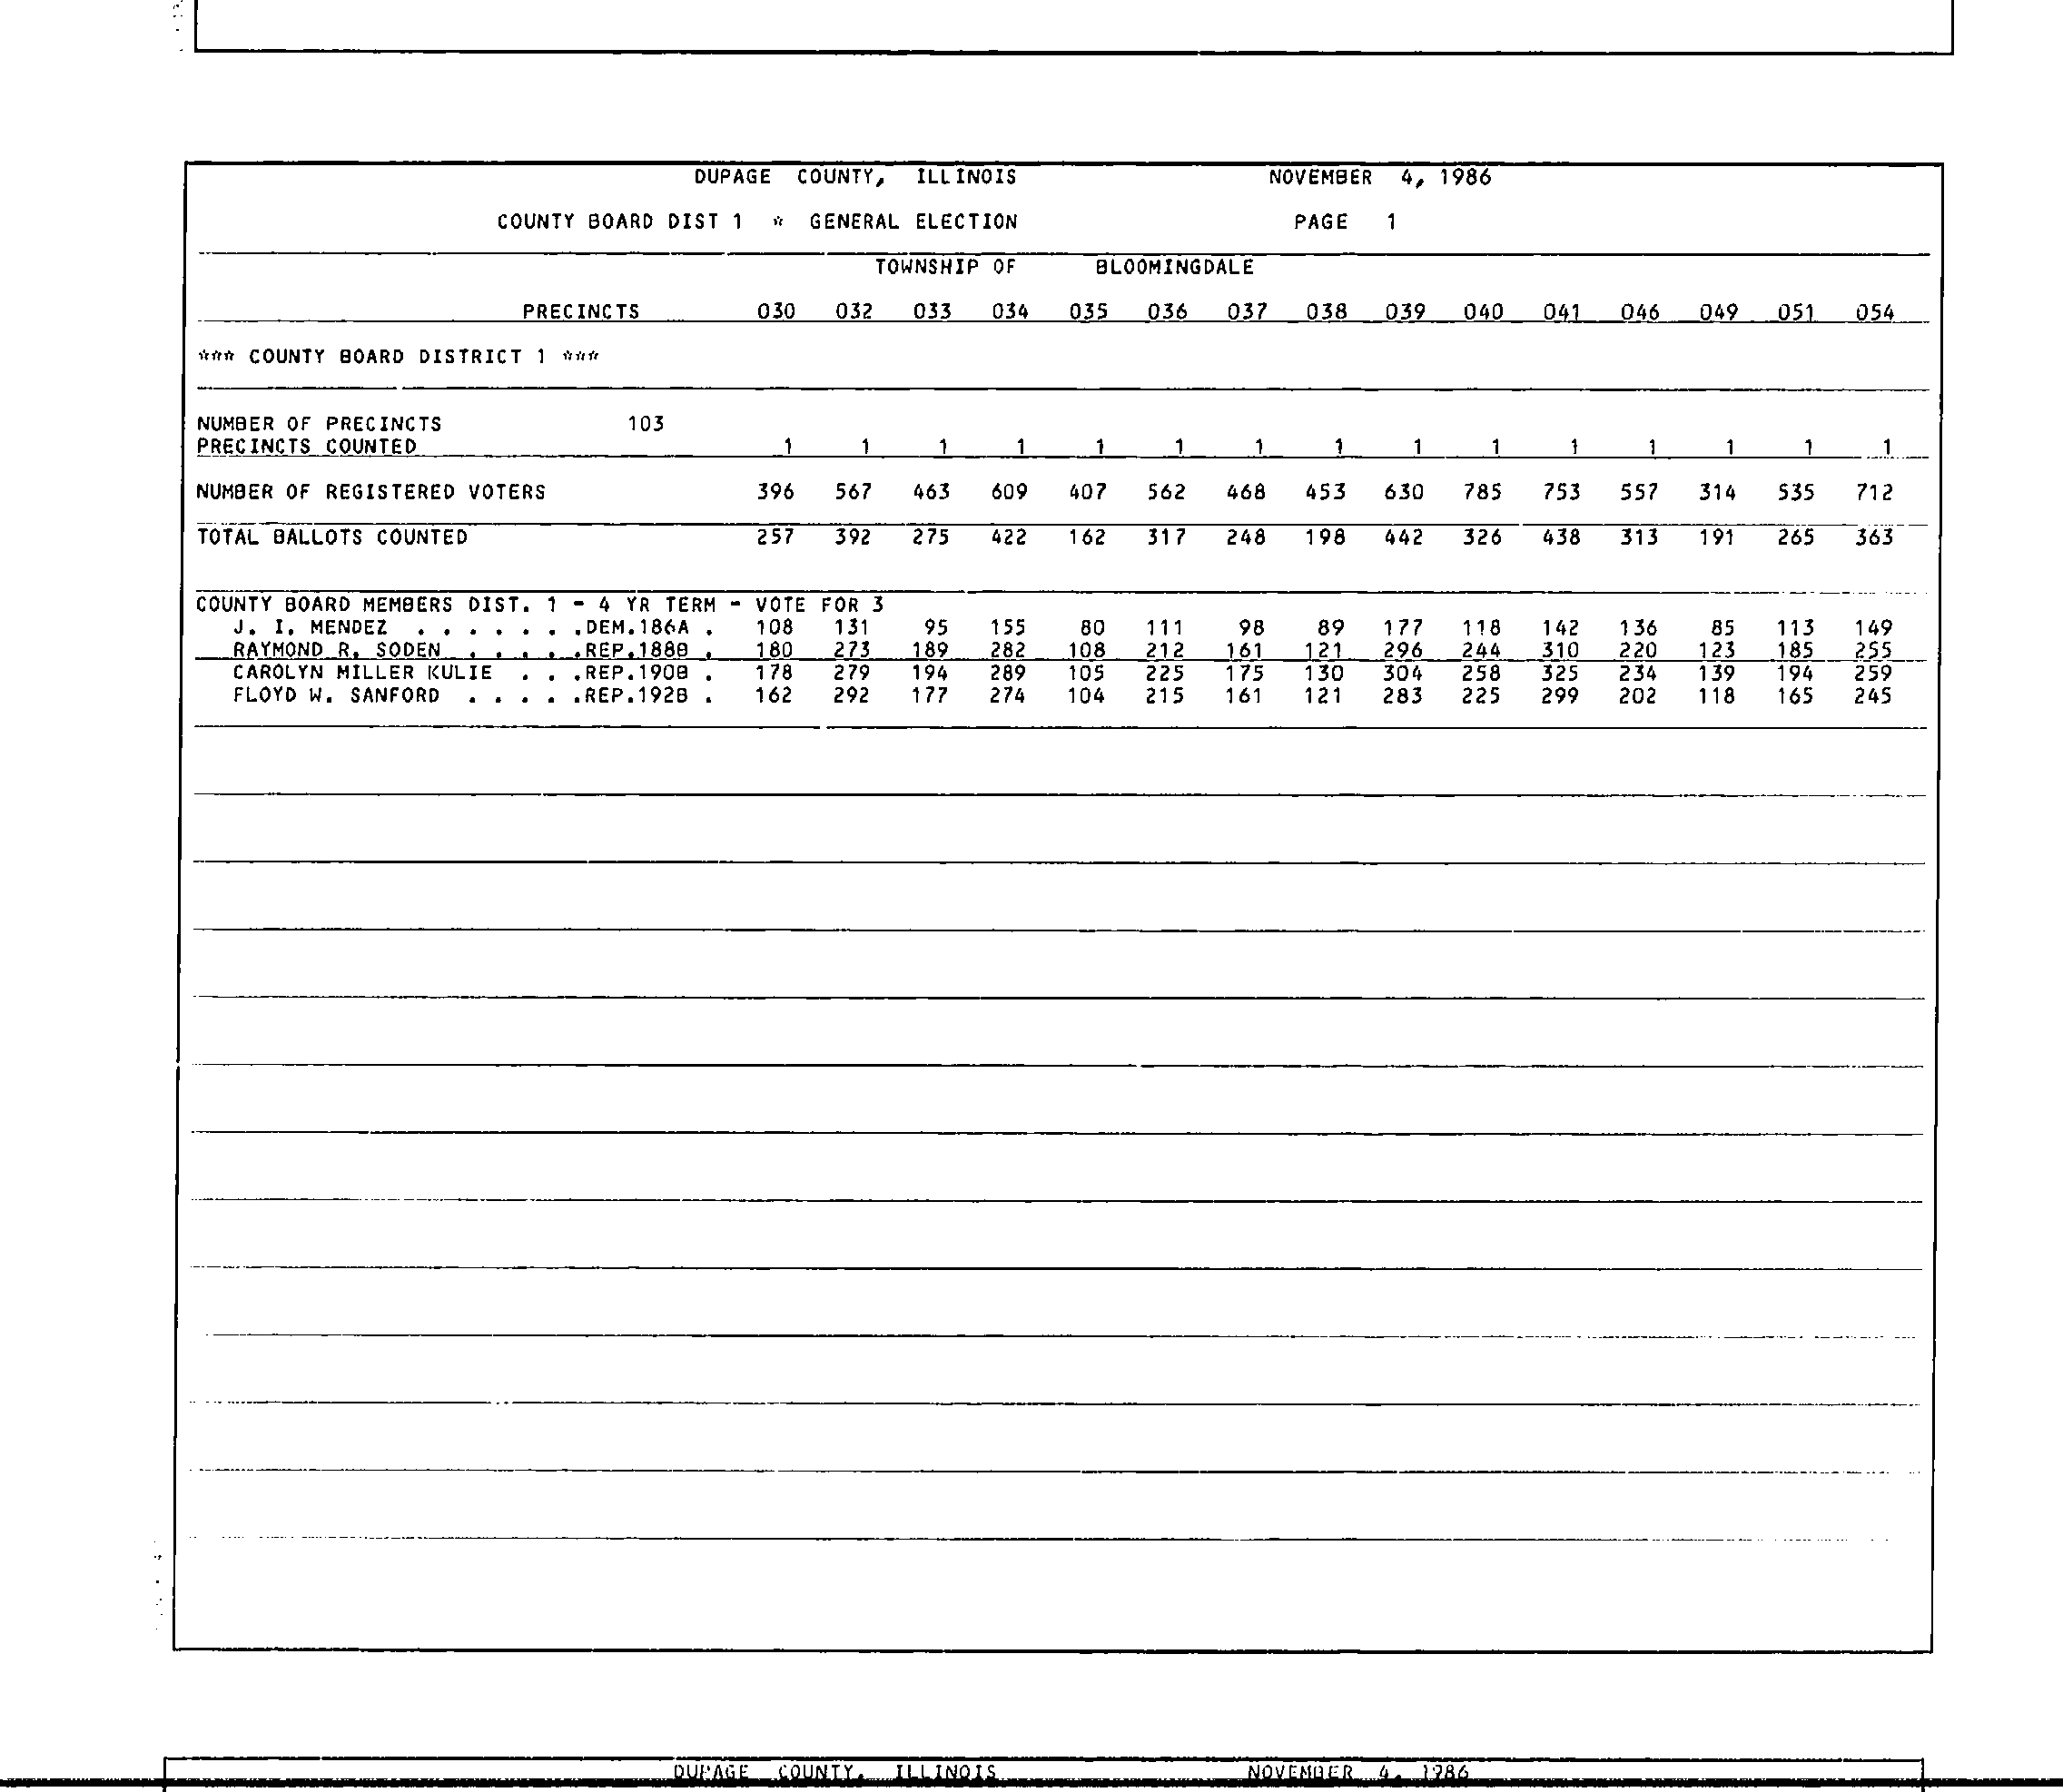 DUPAGE COUNTY, ILLINOIS NOVEMBER 4, 1986
COUNTY BOARD DIST 1 * GENERAL ELECTION PAGE 1
TOWNSHIP OF BLOOMINGDALE
PRECINCTS 030 032 033 034 035 036 037 038 039 040 041 046 049 051 054
*** COUNTY BOARD DISTRICT 1 ***
NUMBER OF PRECINCTS 103
PRECINCTS COUNTED 1 1 1 1 1 1 1 1 1 1 1 1 1 1 1
NUMBER OF REGISTERED VOTERS 396 567 463 609 407 562 468 453 630 785 753 557 314 535 712
TOTAL BALLOTS COUNTED 257 392 275 422 162 317 248 198 442 326 438 313 191 265 363
COUNTY BOARD MEMBERS DIST. 1 - 4 YR TERM - VOTE FOR 3
J. I. MENDEZ . . . . . . .DEM.186A . 108 131 95 155 80 111 98 89 177 118 142 136 85 113 149
RAYMOND R. SODEN . . . . .REP.188B . 180 273 189 282 108 212 161 121 296 244 310 220 123 185 255
CAROLYN MILLER KULIE . . .REP.190B . 178 279 194 289 105 225 175 130 304 258 325 234 139 194 259
FLOYD W. SANFORD . . . . .REP.192B . 162 292 177 274 104 215 161 121 283 225 299 202 118 165 245
DUPAGE COUNTY, ILLINOIS NOVEMBER 4, 1986